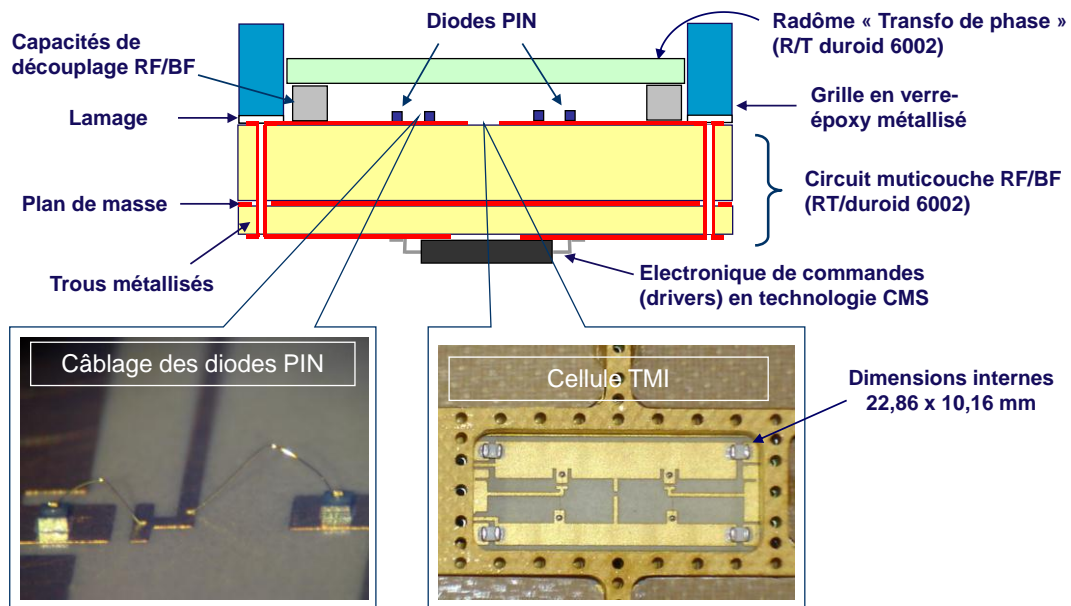 Diodes PIN
Radôme « Transfo de phase »
(R/T duroid 6002)
Capacités de
découplage RF/BF
Lamage
Grille en verre-
époxy métallisé
Plan de masse
Circuit muticouche RF/BF
(RT/duroid 6002)
Trous métallisés
Electronique de commandes
(drivers) en technologie CMS
Câblage des diodes PIN
Cellule TMI
Dimensions internes
22,86 x 10,16 mm